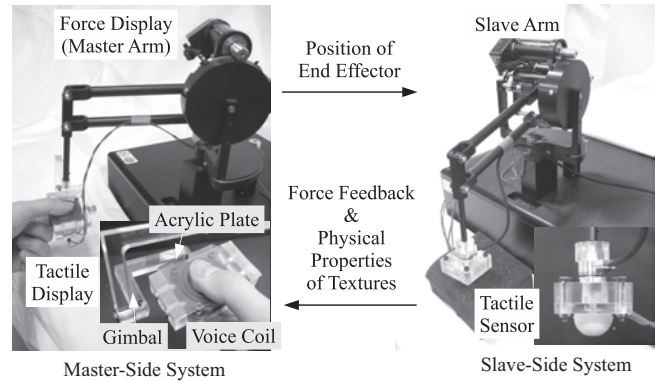 Force Display
(Master Arm)
Position of
End Effector
Slave Arm
Force Feedback
&
Physical
Properties
of Textures
Acrylic Plate
Tactile
Display
Gimbal
Voice Coil
Tactile
Sensor
Master-Side System
Slave-Side System